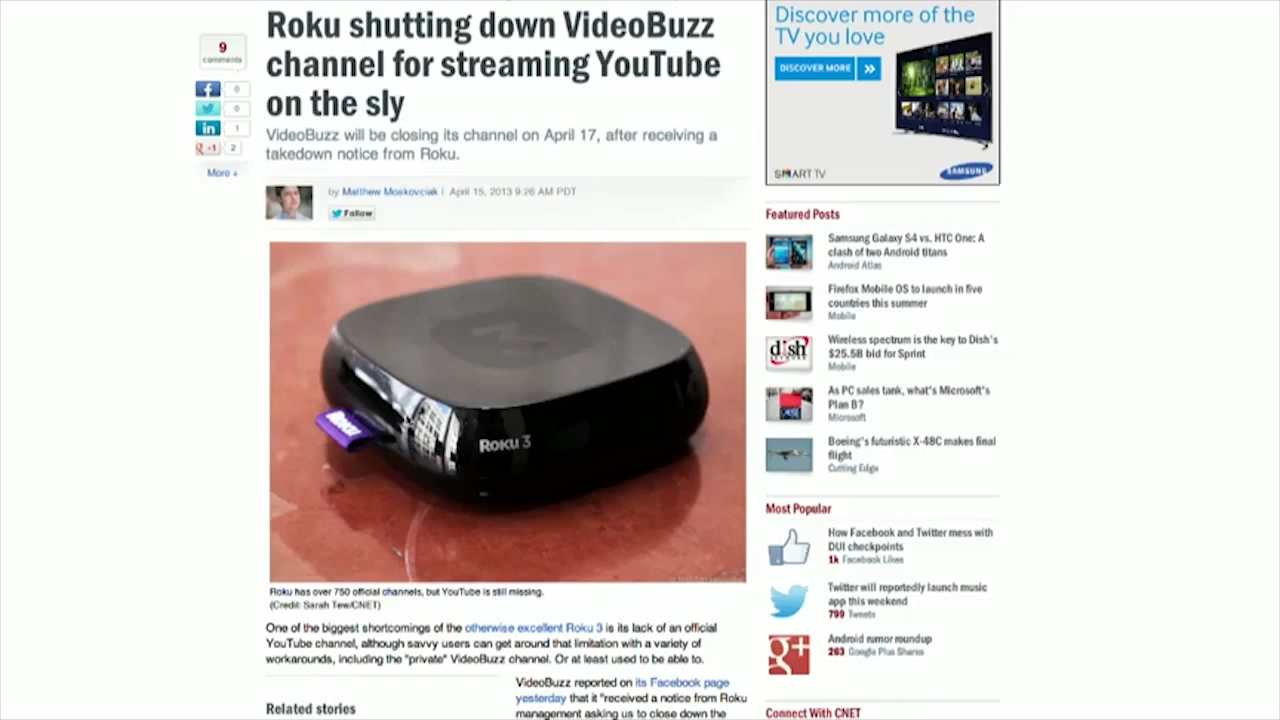 Roku shutting down VideoBuzz
channel for streaming YouTube
on the sly
VideoBuzz will be closing its channel on April 17, after receiving a
takedown notice from Roku.
9
comments
0
0
in
1
g +1
2
More +
by Matthew Moskovciak | April 15, 2013 9:26 AM PDT
Follow
Roku
ROKU 3
Roku has over 750 official channels, but YouTube is still missing.
(Credit: Sarah Tew/CNET)
One of the biggest shortcomings of the otherwise excellent Roku 3 is its lack of an official
YouTube channel, although savvy users can get around that limitation with a variety of
workarounds, including the "private" VideoBuzz channel. Or at least used to be able to.
VideoBuzz reported on its Facebook page
yesterday that it "received a notice from Roku
management asking us to close down the
Related stories
Discover more of the
TV you love
DISCOVER MORE »
SMART TV
SAMSUNG
Featured Posts
Samsung Galaxy S4 vs. HTC One: A
clash of two Android titans
Android Atlas
Firefox Mobile OS to launch in five
countries this summer
Mobile
dish
Wireless spectrum is the key to Dish's
$25.5B bid for Sprint
Mobile
As PC sales tank, what's Microsoft's
Plan B?
Microsoft
Boeing's futuristic X-48C makes final
flight
Cutting Edge
Most Popular
How Facebook and Twitter mess with
DUI checkpoints
1k Facebook Likes
Twitter will reportedly launch music
app this weekend
799 Tweets
g+
Android rumor roundup
263 Google Plus Shares
Connect With CNET